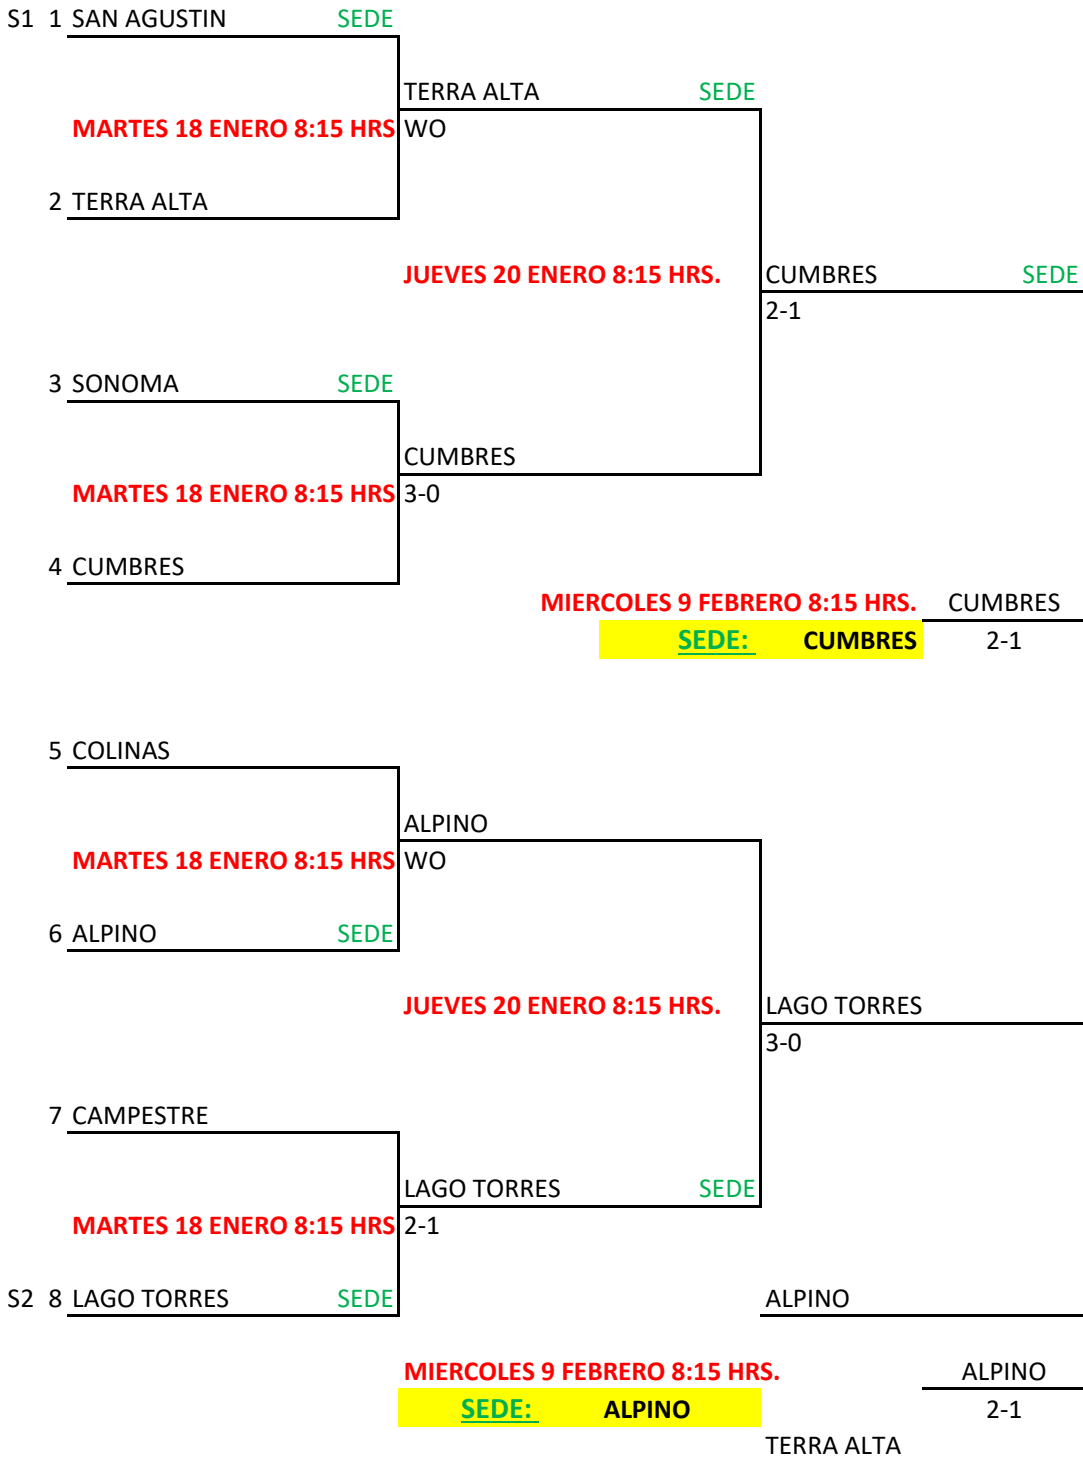 S1 1 SAN AGUSTIN SEDE
TERRA ALTA SEDE
MARTES 18 ENERO 8:15 HRS WO
2 TERRA ALTA
JUEVES 20 ENERO 8:15 HRS. CUMBRES SEDE
2-1
3 SONOMA SEDE
CUMBRES
MARTES 18 ENERO 8:15 HRS 3-0
4 CUMBRES
MIERCOLES 9 FEBRERO 8:15 HRS. CUMBRES
SEDE: CUMBRES 2-1
5 COLINAS
ALPINO
MARTES 18 ENERO 8:15 HRS WO
6 ALPINO SEDE
JUEVES 20 ENERO 8:15 HRS. LAGO TORRES
3-0
7 CAMPESTRE
LAGO TORRES SEDE
MARTES 18 ENERO 8:15 HRS 2-1
S2 8 LAGO TORRES SEDE ALPINO
MIERCOLES 9 FEBRERO 8:15 HRS. ALPINO
SEDE: ALPINO 2-1
TERRA ALTA